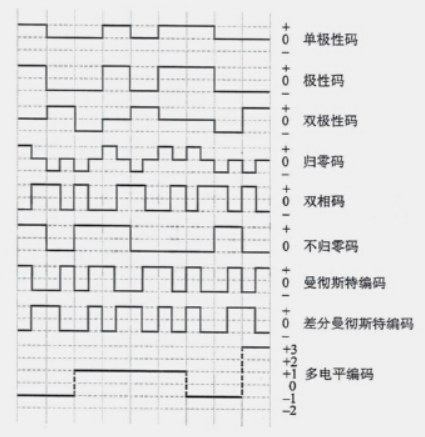 +
0 单极性码
−
+
0 极性码
−
+
0 双极性码
−
+
0 归零码
−
+
0 双相码
−
+
0 不归零码
+
0 曼彻斯特编码
−
+
0 差分曼彻斯特编码
−
+3
+2
+1 多电平编码
0
−1
−2